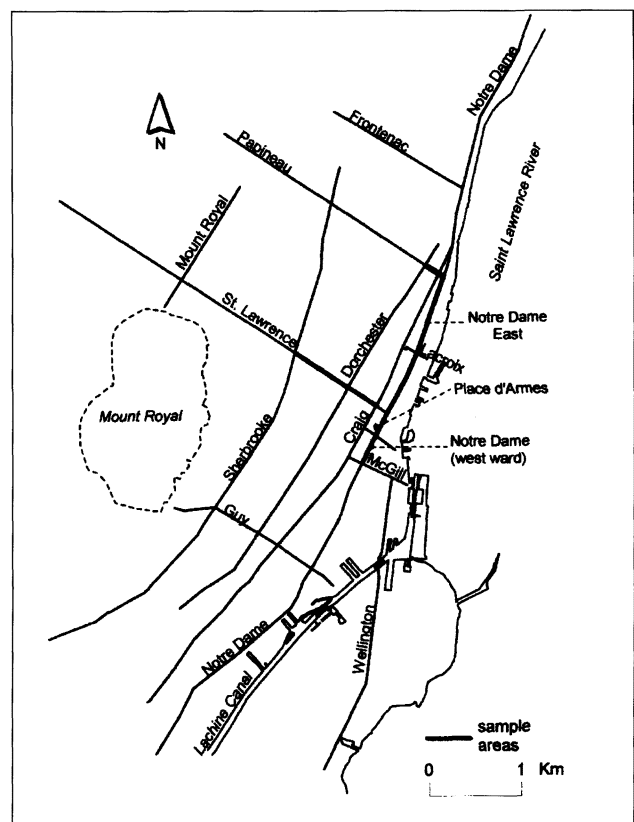 Notre Dame
Frontenac
Papineau
N
Saint Lawrence River
Mount Royal
St. Lawrence
Dorchester
Notre Dame
East
Lacroix
Place d'Armes
Mount Royal
Craig
Notre Dame
(west ward)
Sherbrooke
McGill
Guy
Notre Dame
Wellington
Lachine Canal
sample
areas
0 1 Km